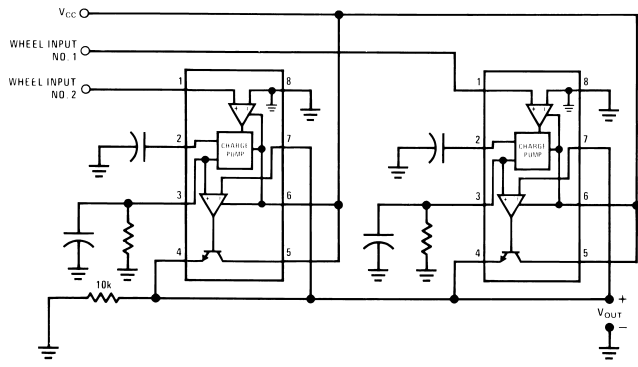 VCC
WHEEL INPUT
NO. 1
WHEEL INPUT
NO. 2
1
8
+
-
2
CHARGE
PUMP
7
3
+
-
6
4
5
1
8
+
-
2
CHARGE
PUMP
7
3
+
-
6
4
5
10k
+
VOUT
-